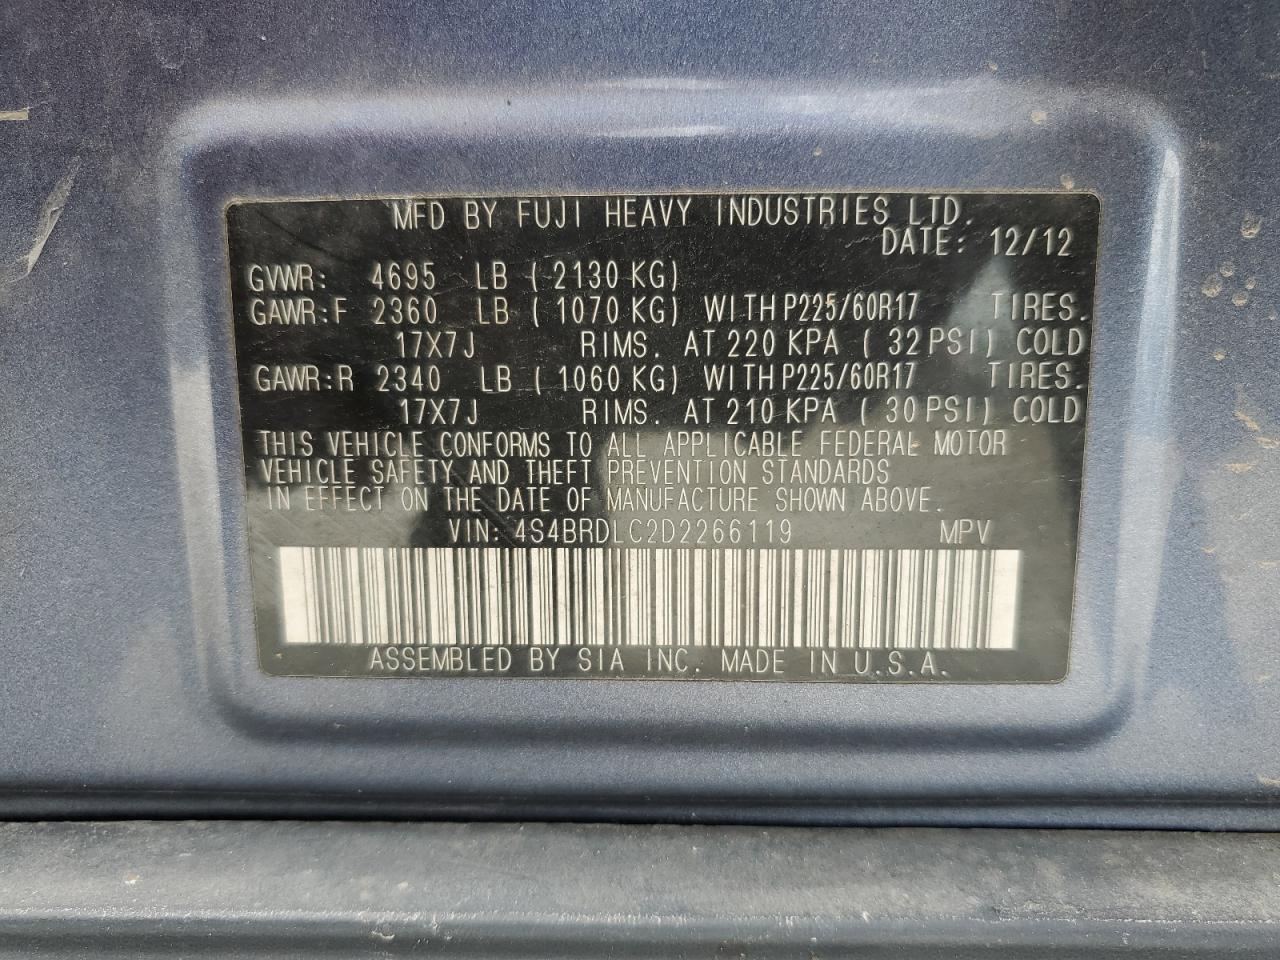 MFD BY FUJI HEAVY INDUSTRIES LTD.
DATE: 12/12
GVWR: 4695 LB (2130 KG)
GAWR:F 2360 LB (1070 KG) WITH P225/60R17 TIRES.
17X7J RIMS. AT 220 KPA (32 PSI) COLD
GAWR:R 2340 LB (1060 KG) WITH P225/60R17 TIRES.
17X7J RIMS. AT 210 KPA (30 PSI) COLD
THIS VEHICLE CONFORMS TO ALL APPLICABLE FEDERAL MOTOR
VEHICLE SAFETY AND THEFT PREVENTION STANDARDS
IN EFFECT ON THE DATE OF MANUFACTURE SHOWN ABOVE.
VIN: 4S4BRDLC2D2266119 MPV
ASSEMBLED BY SIA INC. MADE IN U.S.A.